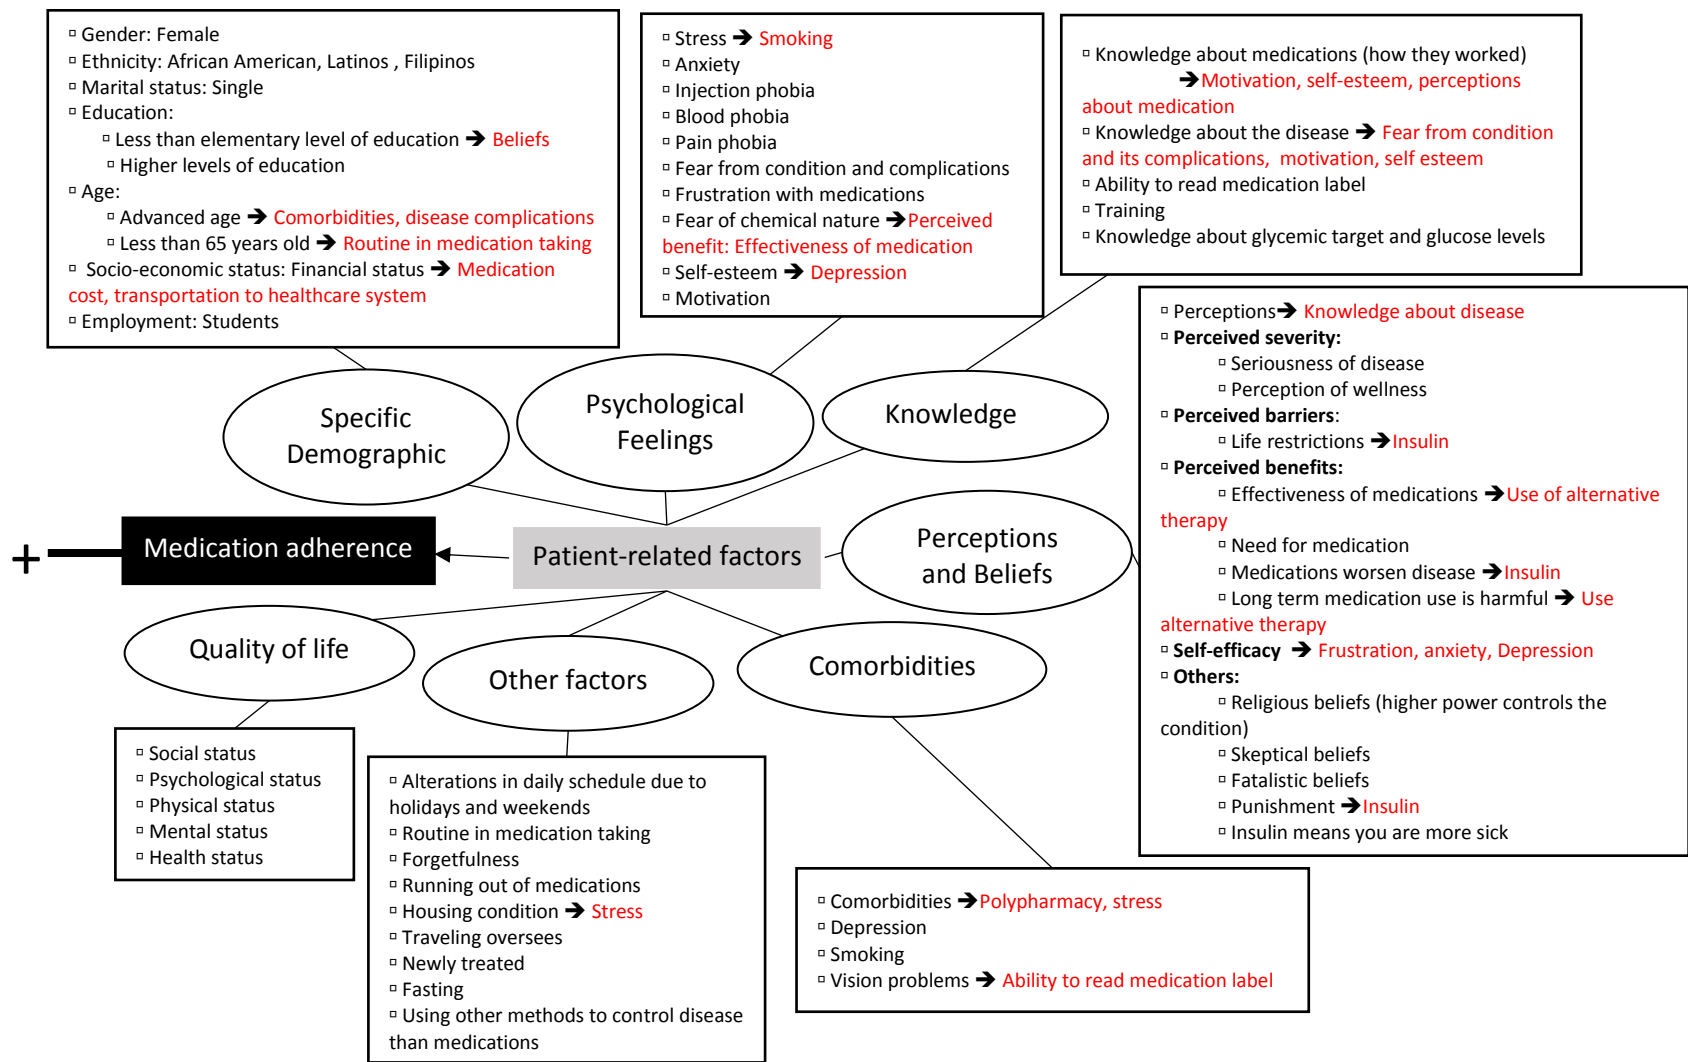 ▫ Gender: Female
▫ Ethnicity: African American, Latinos , Filipinos
▫ Marital status: Single
▫ Education:
▫ Less than elementary level of education ➔ Beliefs
▫ Higher levels of education
▫ Age:
▫ Advanced age ➔ Comorbidities, disease complications
▫ Less than 65 years old ➔ Routine in medication taking
▫ Socio-economic status: Financial status ➔ Medication
cost, transportation to healthcare system
▫ Employment: Students
▫ Stress ➔ Smoking
▫ Anxiety
▫ Injection phobia
▫ Blood phobia
▫ Pain phobia
▫ Fear from condition and complications
▫ Frustration with medications
▫ Fear of chemical nature ➔Perceived
benefit: Effectiveness of medication
▫ Self-esteem ➔ Depression
▫ Motivation
▫ Knowledge about medications (how they worked)
➔Motivation, self-esteem, perceptions
about medication
▫ Knowledge about the disease ➔ Fear from condition
and its complications, motivation, self esteem
▫ Ability to read medication label
▫ Training
▫ Knowledge about glycemic target and glucose levels
Specific
Demographic
Psychological
Feelings
Knowledge
▫ Perceptions➔ Knowledge about disease
▫ Perceived severity:
▫ Seriousness of disease
▫ Perception of wellness
▫ Perceived barriers:
▫ Life restrictions ➔Insulin
▫ Perceived benefits:
▫ Effectiveness of medications ➔Use of alternative
therapy
▫ Need for medication
▫ Medications worsen disease ➔Insulin
▫ Long term medication use is harmful ➔ Use
alternative therapy
▫ Self-efficacy ➔ Frustration, anxiety, Depression
▫ Others:
▫ Religious beliefs (higher power controls the
condition)
▫ Skeptical beliefs
▫ Fatalistic beliefs
▫ Punishment ➔Insulin
▫ Insulin means you are more sick
+
Medication adherence
Patient-related factors
Perceptions
and Beliefs
Quality of life
Other factors
Comorbidities
▫ Social status
▫ Psychological status
▫ Physical status
▫ Mental status
▫ Health status
▫ Alterations in daily schedule due to
holidays and weekends
▫ Routine in medication taking
▫ Forgetfulness
▫ Running out of medications
▫ Housing condition ➔ Stress
▫ Traveling oversees
▫ Newly treated
▫ Fasting
▫ Using other methods to control disease
than medications
▫ Comorbidities ➔Polypharmacy, stress
▫ Depression
▫ Smoking
▫ Vision problems ➔ Ability to read medication label